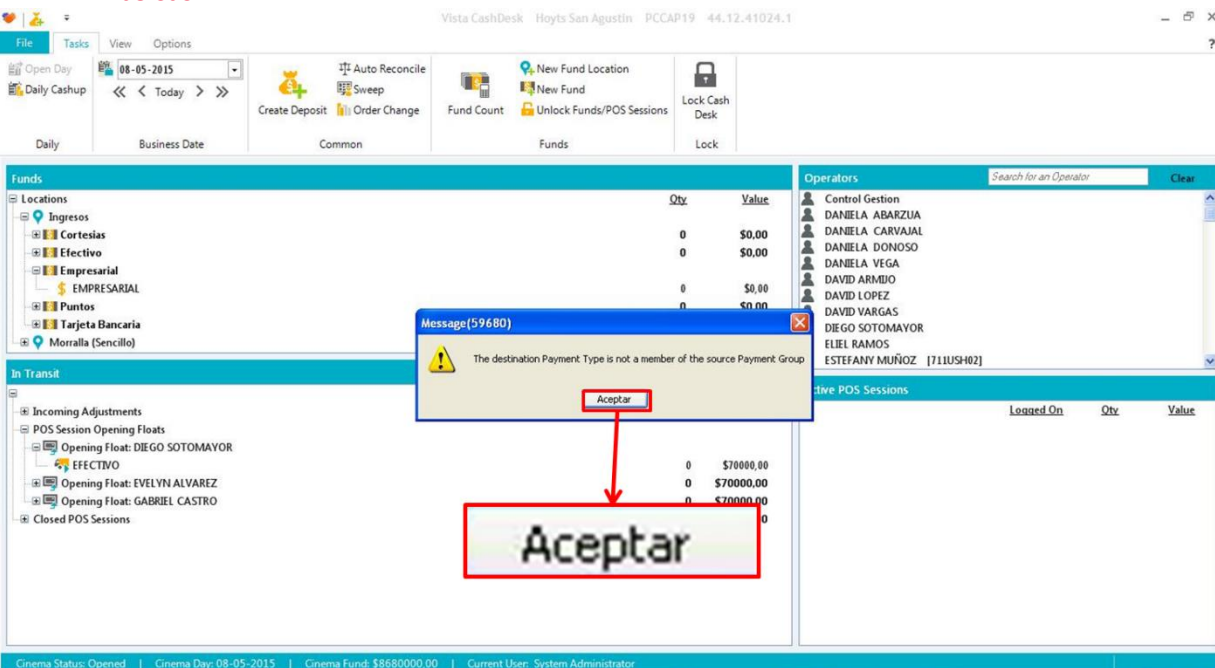 Vista CashDesk Hoyts San Agustin PCCAP19 44.12.41024.1
File Tasks View Options ?
Open Day
Daily Cashup
Daily
08-05-2015
Today
Business Date
Create Deposit
Auto Reconcile
Sweep
Order Change
Common
Fund Count
New Fund Location
New Fund
Unlock Funds/POS Sessions
Funds
Lock Cash
Desk
Lock
Funds
Locations Qty Value
Ingresos
Cortesias 0 $0,00
Efectivo 0 $0,00
Empresarial
EMPRESARIAL 0 $0,00
Puntos 0 $0,00
Tarjeta Bancaria
Morralla (Sencillo)
Operators Search for an Operator Clear
Control Gestion
DANIELA ABARZUA
DANIELA CARVAJAL
DANIELA DONOSO
DANIELA VEGA
DAVID ARMIJO
DAVID LOPEZ
DAVID VARGAS
DIEGO SOTOMAYOR
ELIEL RAMOS
ESTEFANY MUÑOZ [711USH02]
Message(59680)
The destination Payment Type is not a member of the source Payment Group
Aceptar
In Transit
Incoming Adjustments
POS Session Opening Floats
Opening Float: DIEGO SOTOMAYOR
EFECTIVO 0 $70000,00
Opening Float: EVELYN ALVAREZ 0 $70000,00
Opening Float: GABRIEL CASTRO 0 $70000,00
Closed POS Sessions
POS Sessions
Logged On Qty Value
Aceptar
Cinema Status: Opened | Cinema Day: 08-05-2015 | Cinema Fund: $8680000.00 | Current User: System Administrator